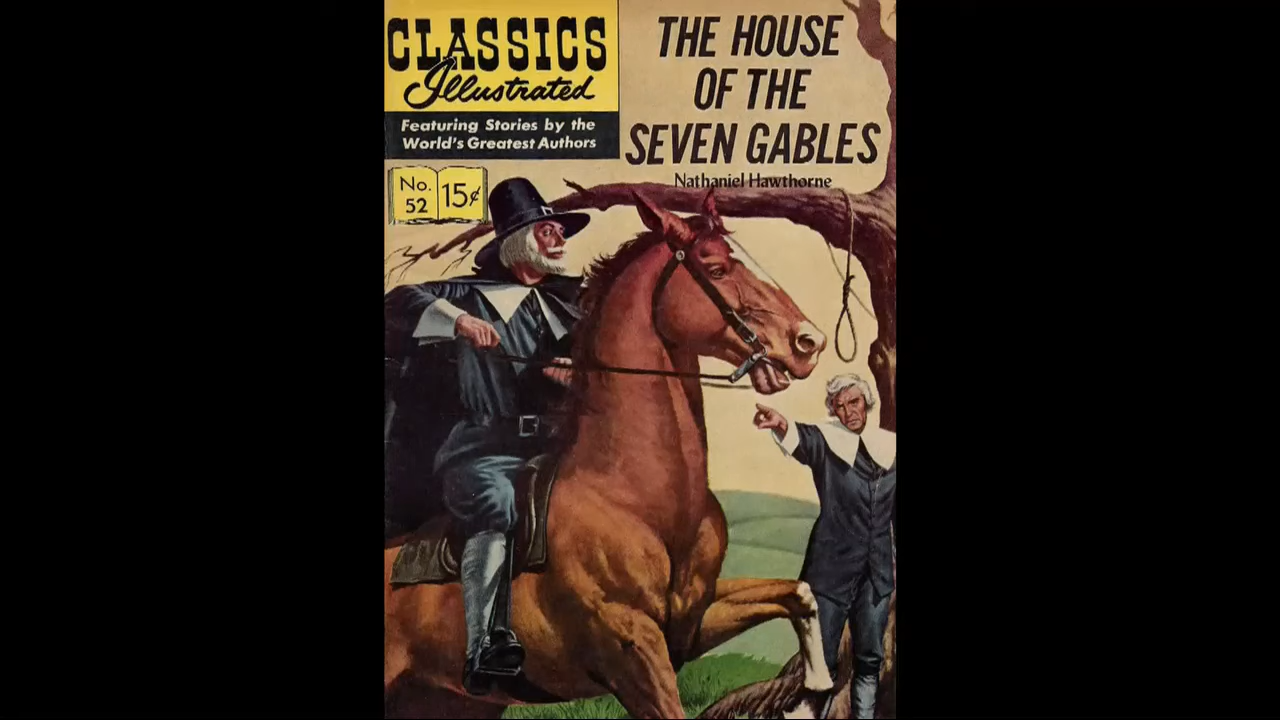 CLASSICS
Illustrated
Featuring Stories by the
World's Greatest Authors
No.
52
15¢
THE HOUSE
OF THE
SEVEN GABLES
Nathaniel Hawthorne